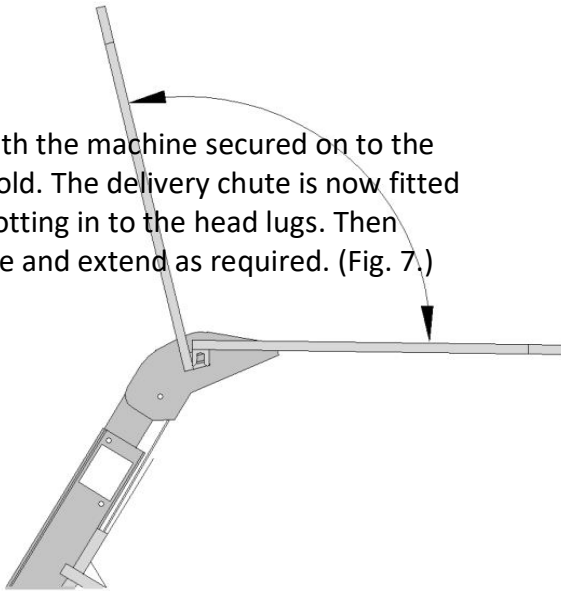 th the machine secured on to the
old. The delivery chute is now fitted
otting in to the head lugs. Then
e and extend as required. (Fig. 7.)